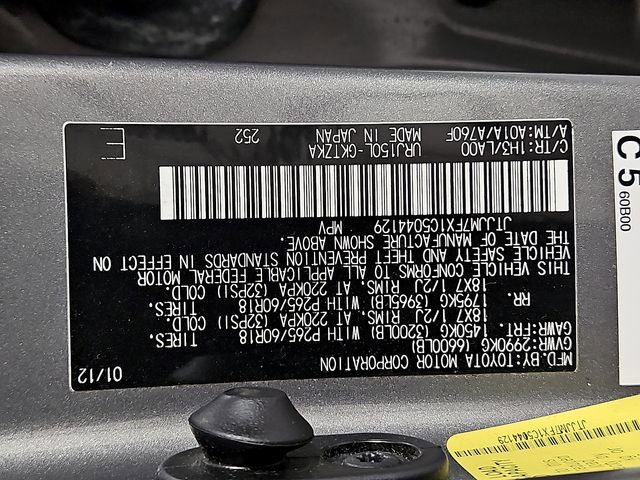 MFD.BY:TOYOTA MOTOR CORPORATION 01/12
GAWR:2990KG (6600LB)
GAWR:FRT. 1450KG (3200LB) WITH P265/60R18 TIRES.
18X7 1/2J RIMS, AT 220KPA (32PSI) COLD.
RR. 1795KG (3965LB) WITH P265/60R18 TIRES.
18X7 1/2J RIMS, AT 220KPA (32PSI) COLD.
THIS VEHICLE CONFORMS TO ALL APPLICABLE FEDERAL MOTOR
VEHICLE SAFETY AND THEFT PREVENTION STANDARDS IN EFFECT ON
THE DATE OF MANUFACTURE SHOWN ABOVE.
JTJJM7FX1C5044129 MPV
C/TR:1H3/LA00 URJ150L-GKTZKA 252 E
A/TM:A01A/A760F MADE IN JAPAN
C 5
60B00
JTJJM7FX1C5044129